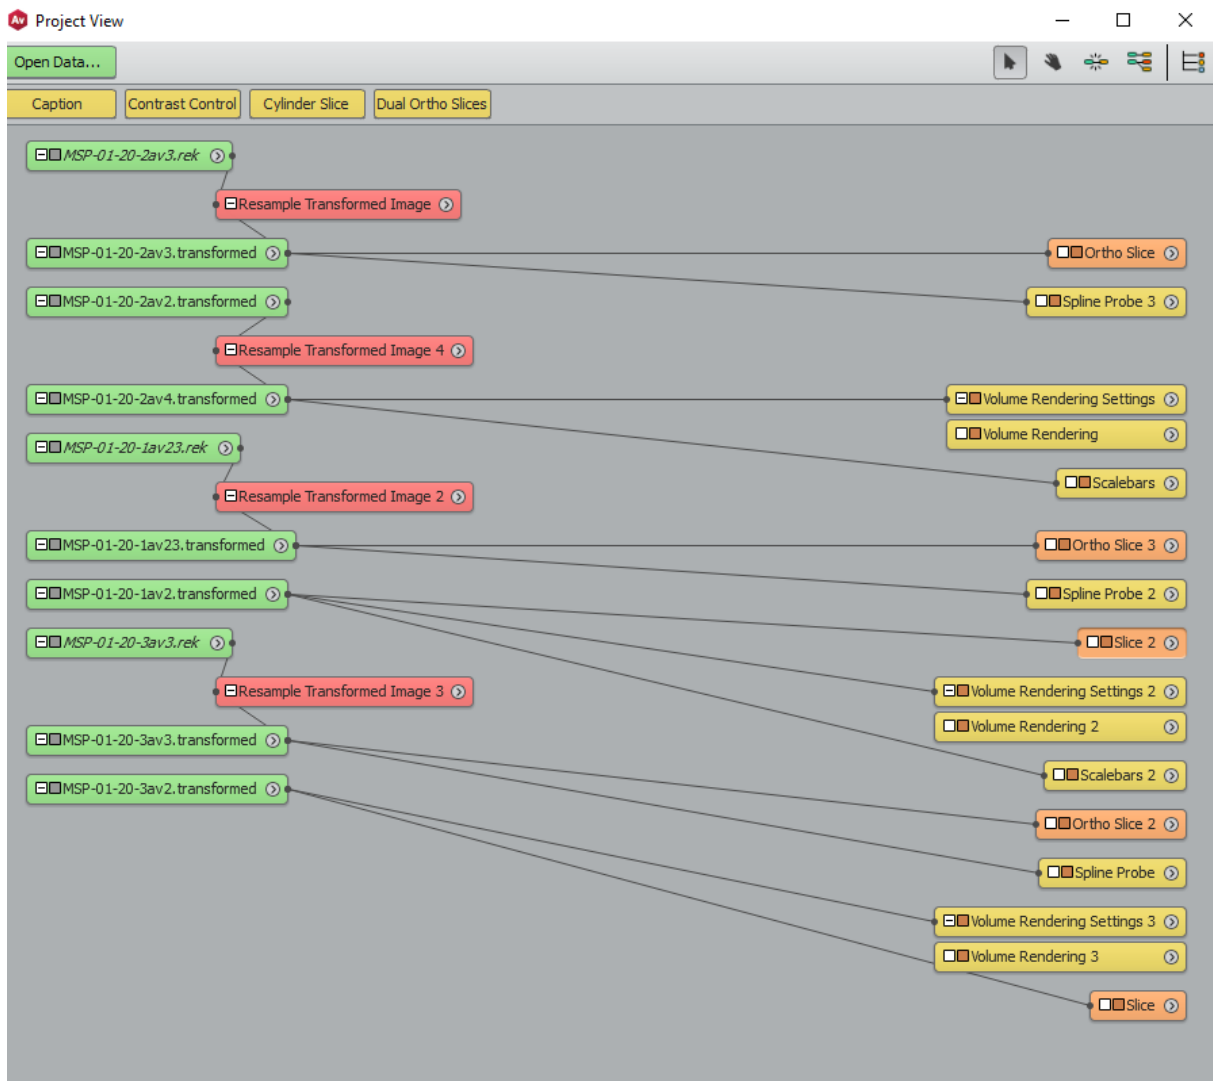 Av Project View
Open Data...
Caption Contrast Control Cylinder Slice Dual Ortho Slices
MSP-01-20-2av3.rek
Resample Transformed Image
MSP-01-20-2av3.transformed Ortho Slice
MSP-01-20-2av2.transformed Spline Probe 3
Resample Transformed Image 4
MSP-01-20-2av4.transformed Volume Rendering Settings
MSP-01-20-1av23.rek Volume Rendering
Scalebars
Resample Transformed Image 2
MSP-01-20-1av23.transformed Ortho Slice 3
MSP-01-20-1av2.transformed Spline Probe 2
MSP-01-20-3av3.rek Slice 2
Resample Transformed Image 3 Volume Rendering Settings 2
Volume Rendering 2
MSP-01-20-3av3.transformed
Scalebars 2
MSP-01-20-3av2.transformed
Ortho Slice 2
Spline Probe
Volume Rendering Settings 3
Volume Rendering 3
Slice